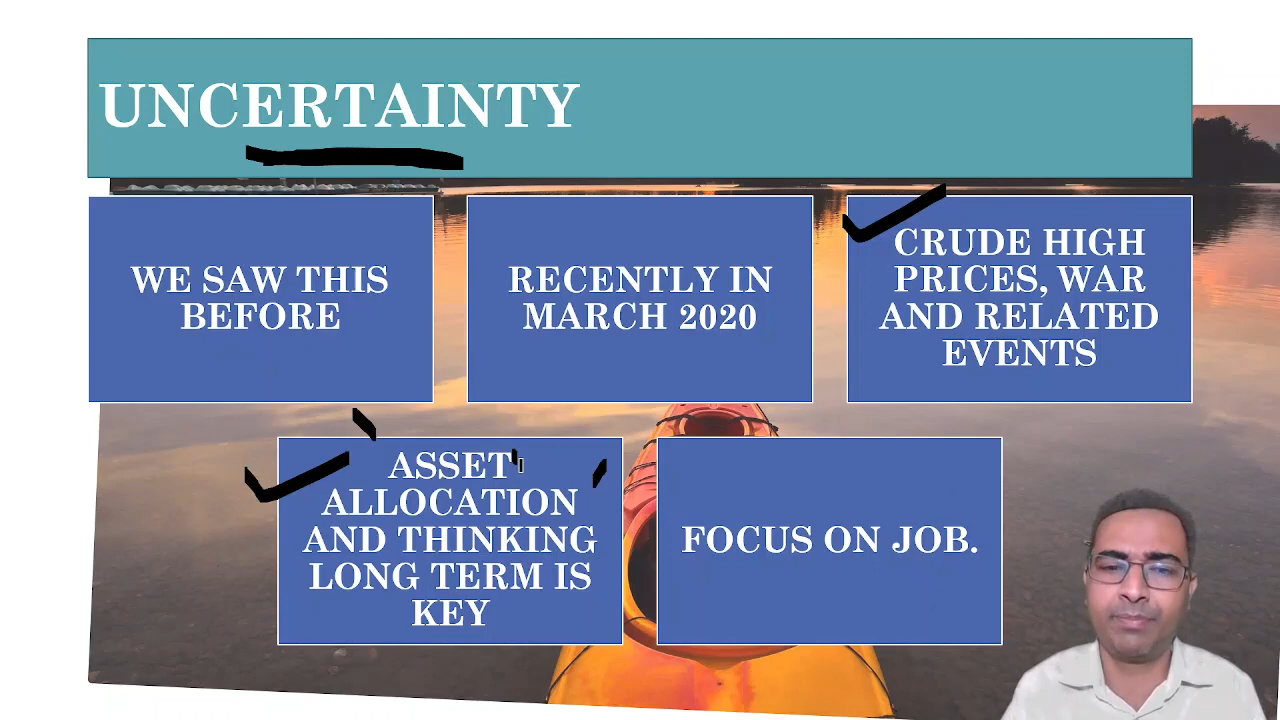 UNCERTAINTY
WE SAW THIS
BEFORE
RECENTLY IN
MARCH 2020
CRUDE HIGH
PRICES, WAR
AND RELATED
EVENTS
ASSET
ALLOCATION
AND THINKING
LONG TERM IS
KEY
FOCUS ON JOB.